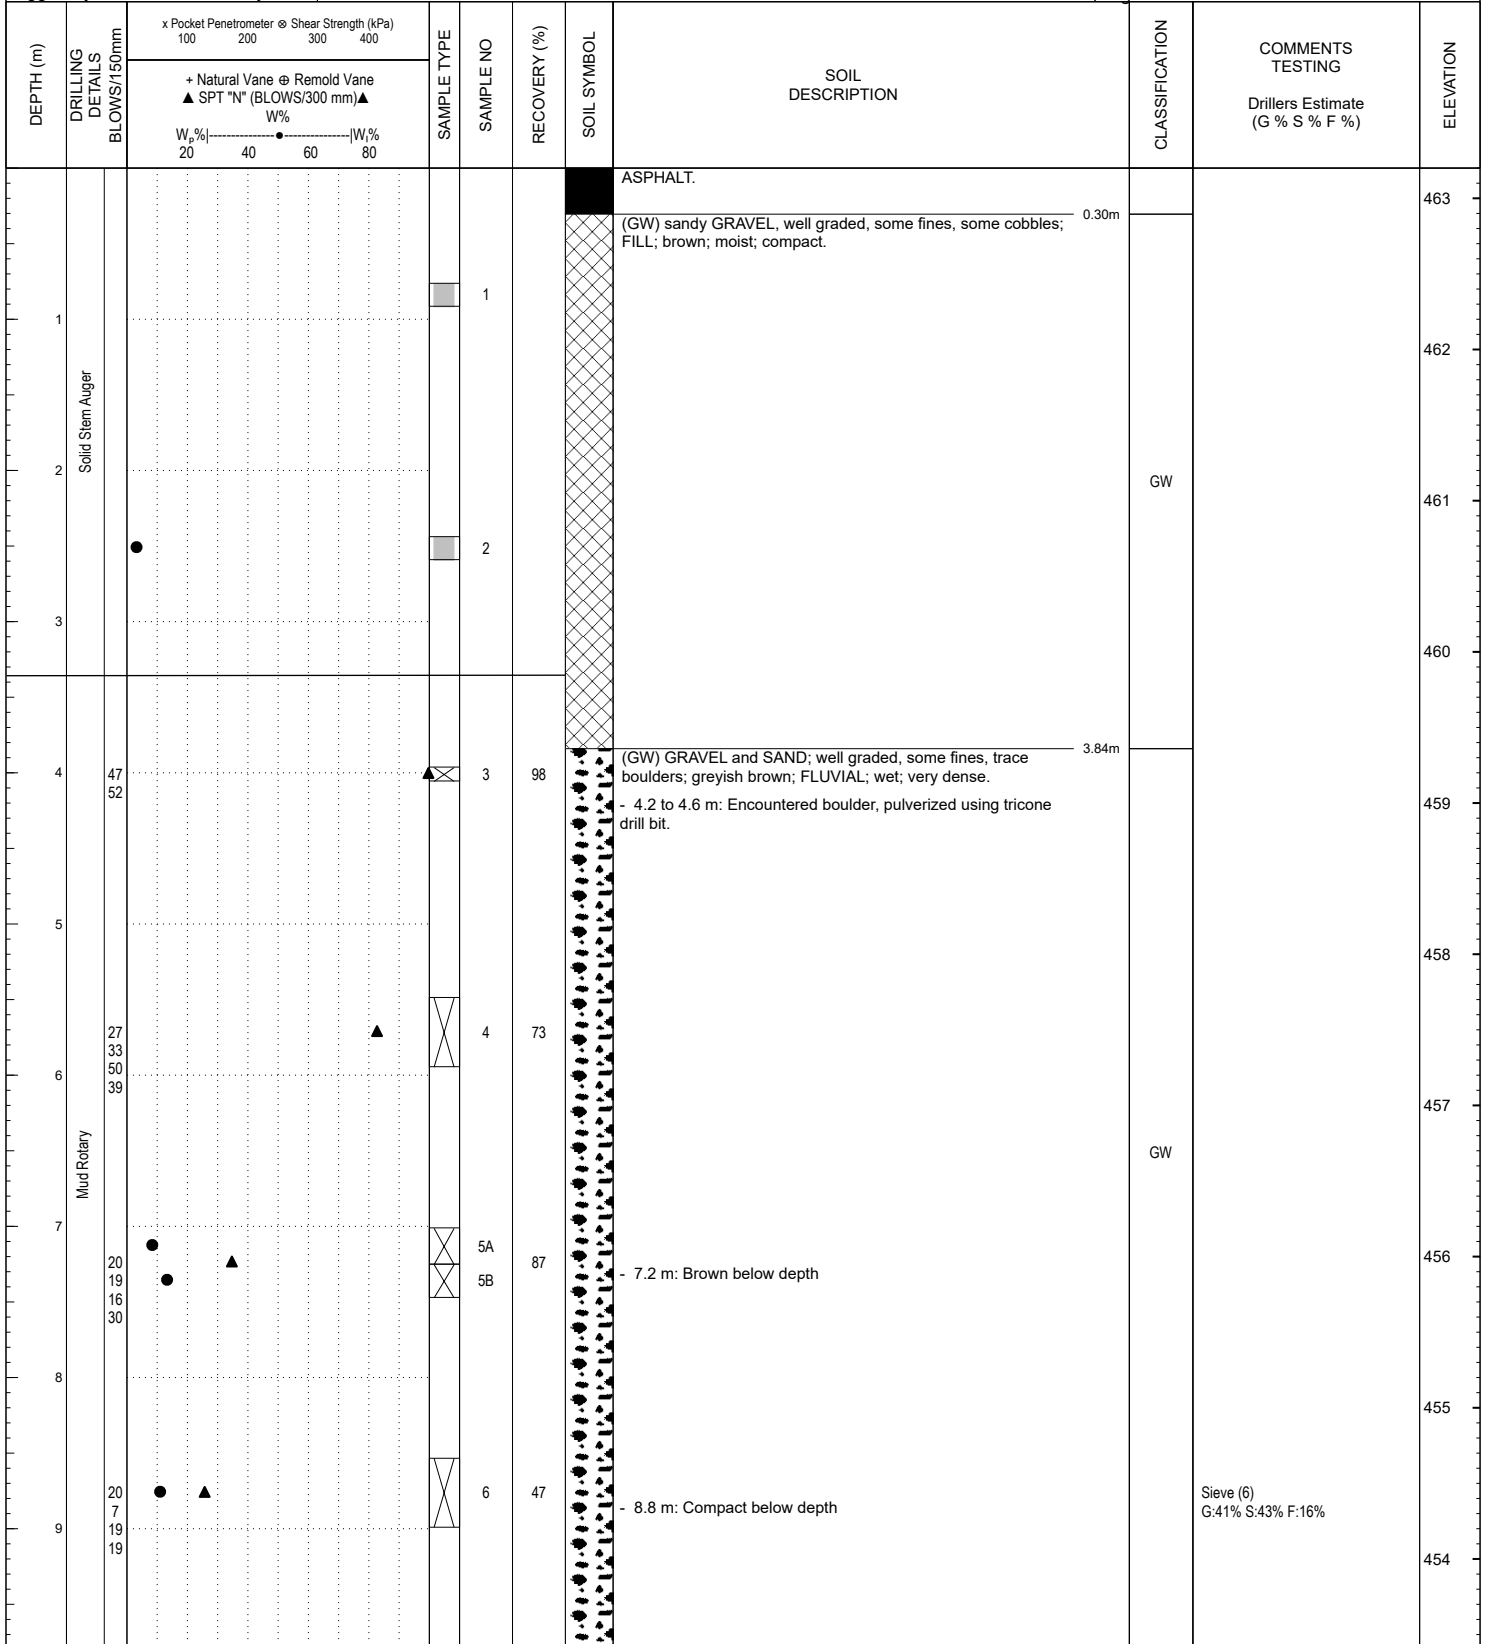 DEPTH (m)
DRILLING
DETAILS
BLOWS/150mm
x Pocket Penetrometer ⊗ Shear Strength (kPa)
100 200 300 400
+ Natural Vane ⊕ Remold Vane
▲ SPT "N" (BLOWS/300 mm)▲
W%
Wp%|---------------●---------------|Wl%
20 40 60 80
SAMPLE TYPE
SAMPLE NO
RECOVERY (%)
SOIL SYMBOL
SOIL
DESCRIPTION
CLASSIFICATION
COMMENTS
TESTING
Drillers Estimate
(G % S % F %)
ELEVATION
ASPHALT.
463
0.30m
(GW) sandy GRAVEL, well graded, some fines, some cobbles;
FILL; brown; moist; compact.
1
1
462
Solid Stem Auger
2
GW
461
2
3
460
3.84m
(GW) GRAVEL and SAND; well graded, some fines, trace
boulders; greyish brown; FLUVIAL; wet; very dense.
4
47
52
3
98
- 4.2 to 4.6 m: Encountered boulder, pulverized using tricone
drill bit.
459
5
458
27
33
50
39
4
73
6
457
Mud Rotary
GW
7
5A
20
19
16
30
87
5B
- 7.2 m: Brown below depth
456
8
455
20
7
19
19
6
47
- 8.8 m: Compact below depth
Sieve (6)
G:41% S:43% F:16%
9
454